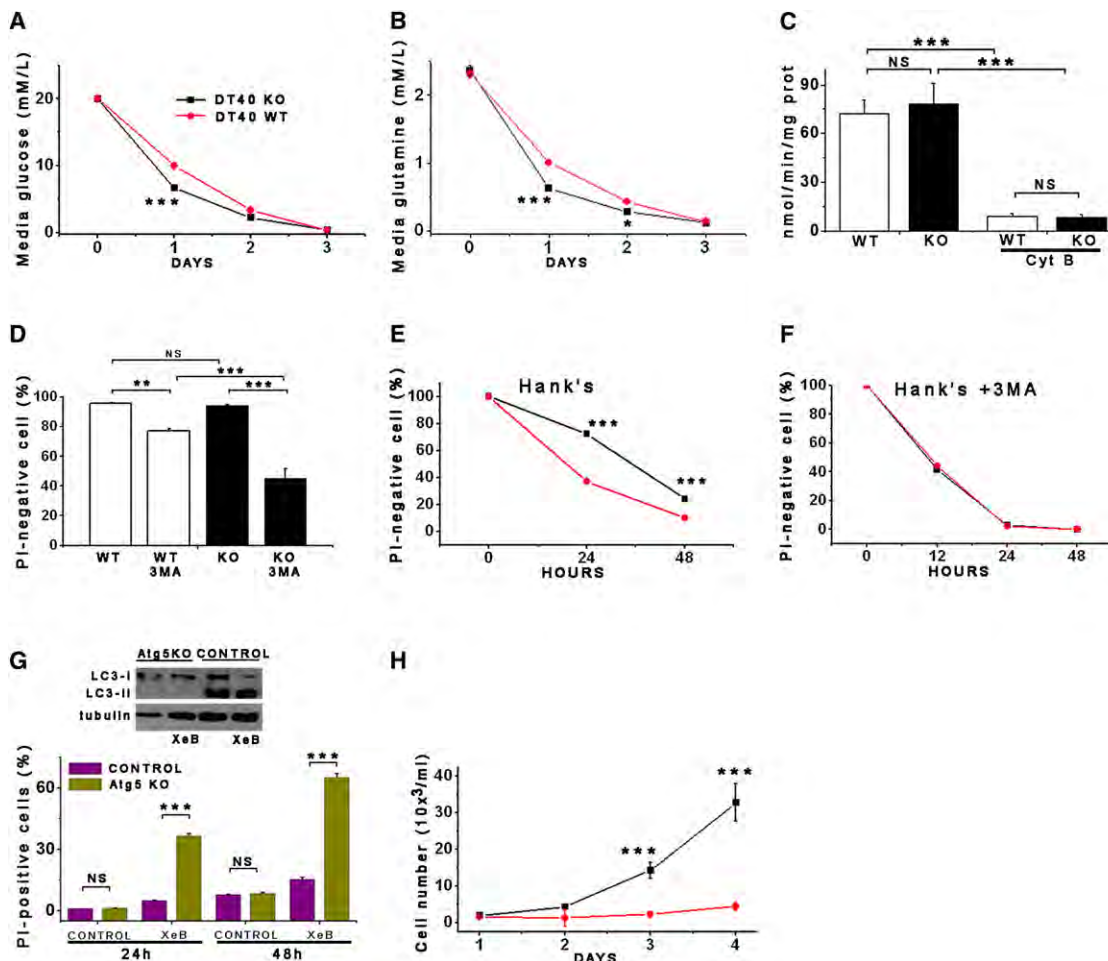 A
Media glucose (mM/L)
20
10
0
DT40 KO
DT40 WT
***
0 1 2 3
DAYS
B
Media glutamine (mM/L)
2
1
0
***
*
0 1 2 3
DAYS
C
nmol/min/mg prot
90
60
30
0
***
NS
***
NS
WT KO WT KO
Cyt B
D
PI-negative cell (%)
100
80
60
40
20
0
NS
**
***
***
WT WT KO KO
3MA 3MA
E
PI-negative cell (%)
100
80
60
40
20
0
Hank's
***
***
0 24 48
HOURS
F
PI-negative cell (%)
100
80
60
40
20
0
Hank's +3MA
0 12 24 48
HOURS
G
Atg5KO CONTROL
LC3-I
LC3-II
tubulin
XeB XeB
PI-positive cells (%)
60
30
0
CONTROL
Atg5 KO
NS
***
NS
***
CONTROL XeB CONTROL XeB
24h 48h
H
Cell number (10x3/ml)
40
30
20
10
0
***
***
1 2 3 4
DAYS